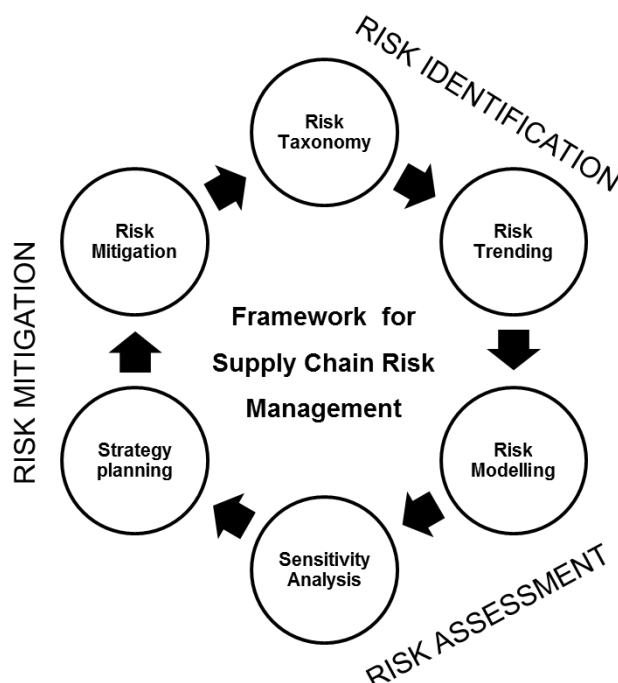 RISK IDENTIFICATION
Risk
Taxonomy
Risk
Trending
Risk
Mitigation
RISK MITIGATION
Framework for
Supply Chain Risk
Management
Strategy
planning
Risk
Modelling
Sensitivity
Analysis
RISK ASSESSMENT